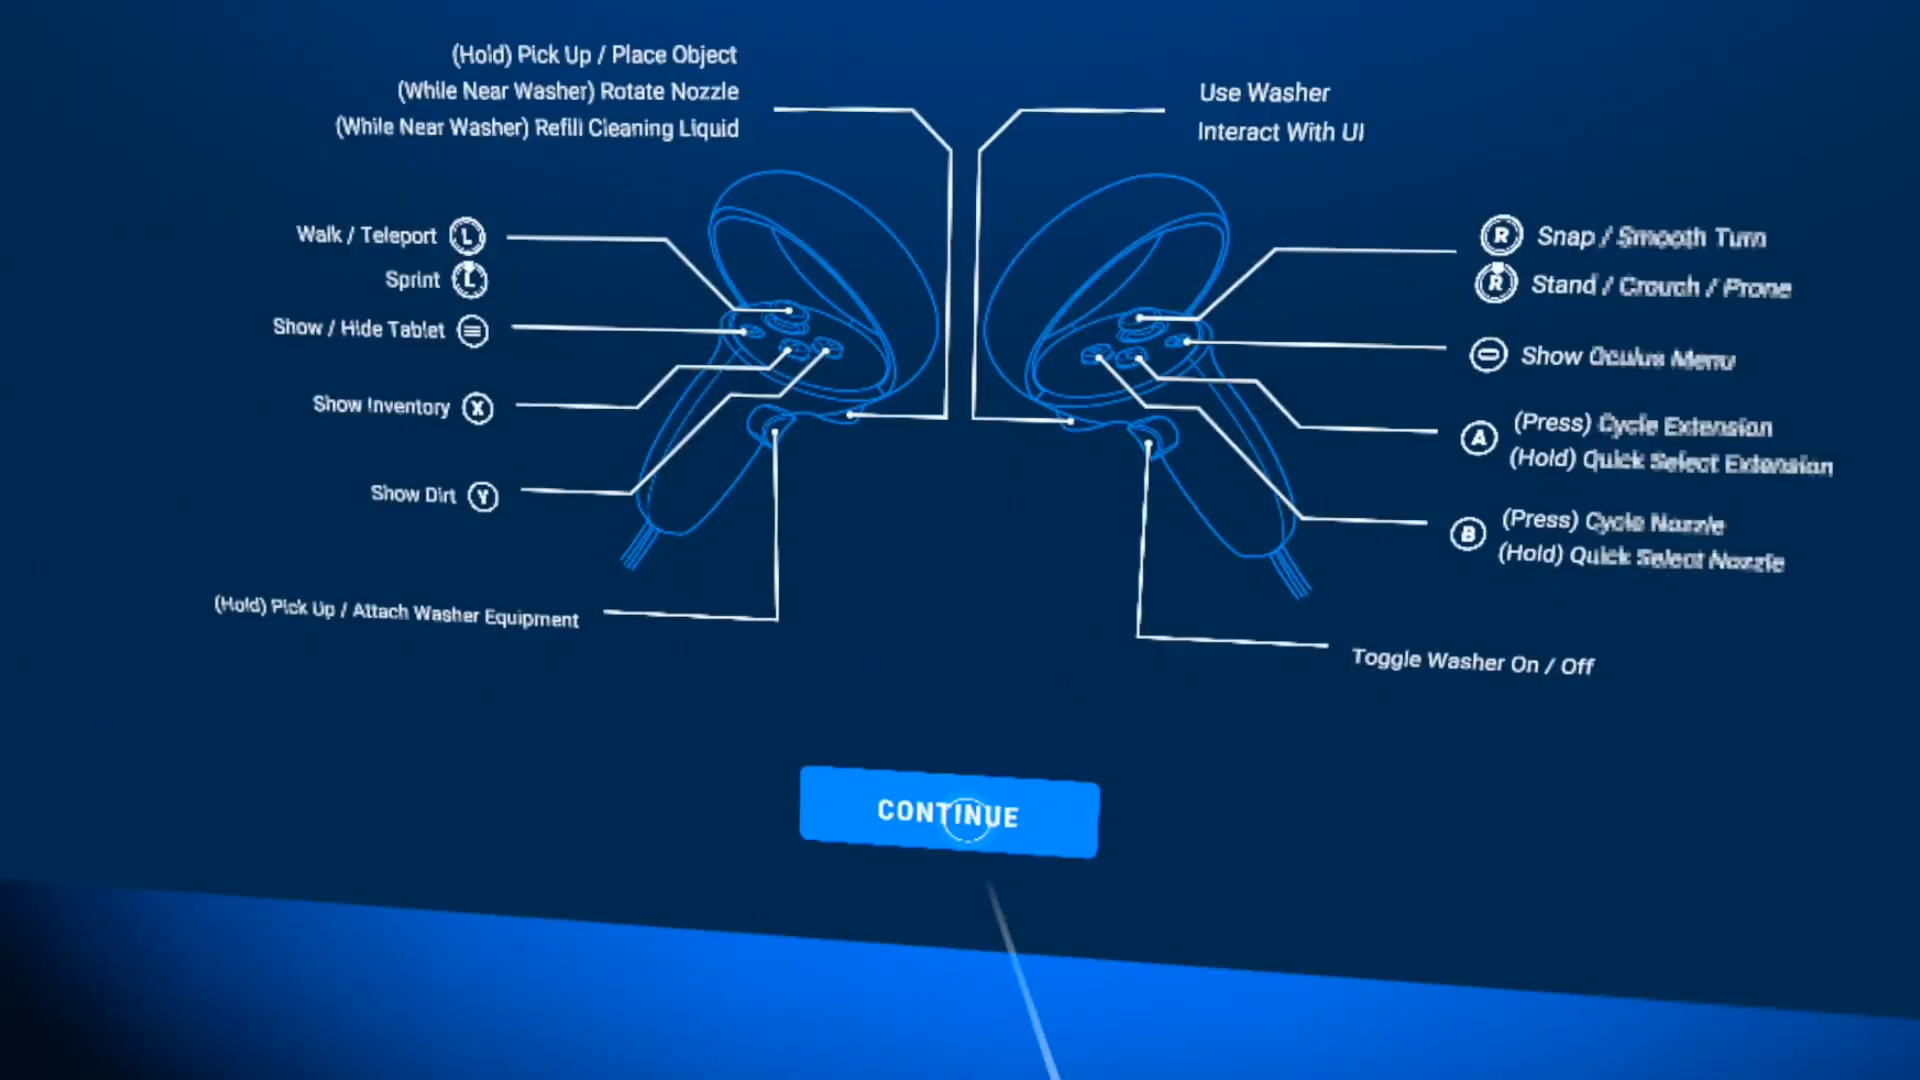 (Hold) Pick Up / Place Object
(While Near Washer) Rotate Nozzle
(While Near Washer) Refill Cleaning Liquid
Use Washer
Interact With UI
Walk / Teleport L
Sprint L
Show / Hide Tablet
Show Inventory X
Show Dirt Y
(Hold) Pick Up / Attach Washer Equipment
R Snap / Smooth Turn
R Stand / Crouch / Prone
Show Oculus Menu
A (Press) Cycle Extension
(Hold) Quick Select Extension
B (Press) Cycle Nozzle
(Hold) Quick Select Nozzle
Toggle Washer On / Off
CONTINUE